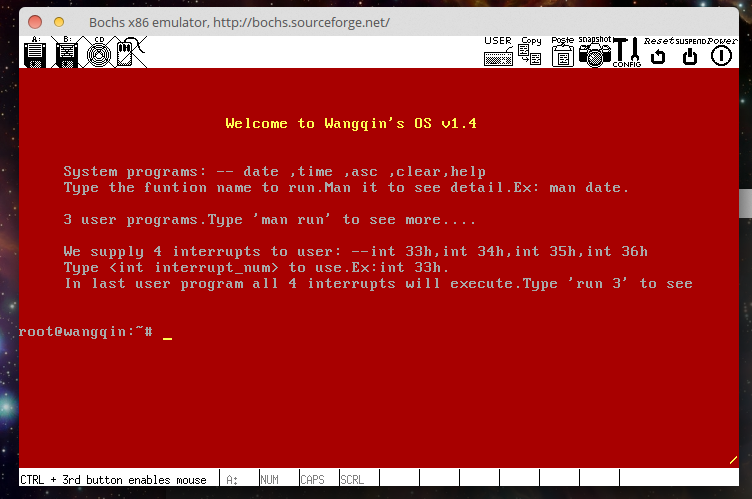 Bochs x86 emulator, http://bochs.sourceforge.net/
A: B: CD USER Copy Paste snapshot CONFIG Reset SUSPEND Power
Welcome to Wangqin's OS v1.4
System programs: -- date ,time ,asc ,clear,help
Type the funtion name to run.Man it to see detail.Ex: man date.
3 user programs.Type 'man run' to see more....
We supply 4 interrupts to user: --int 33h,int 34h,int 35h,int 36h
Type <int interrupt_num> to use.Ex:int 33h.
In last user program all 4 interrupts will execute.Type 'run 3' to see
root@wangqin:~# _
CTRL + 3rd button enables mouse A: NUM CAPS SCRL